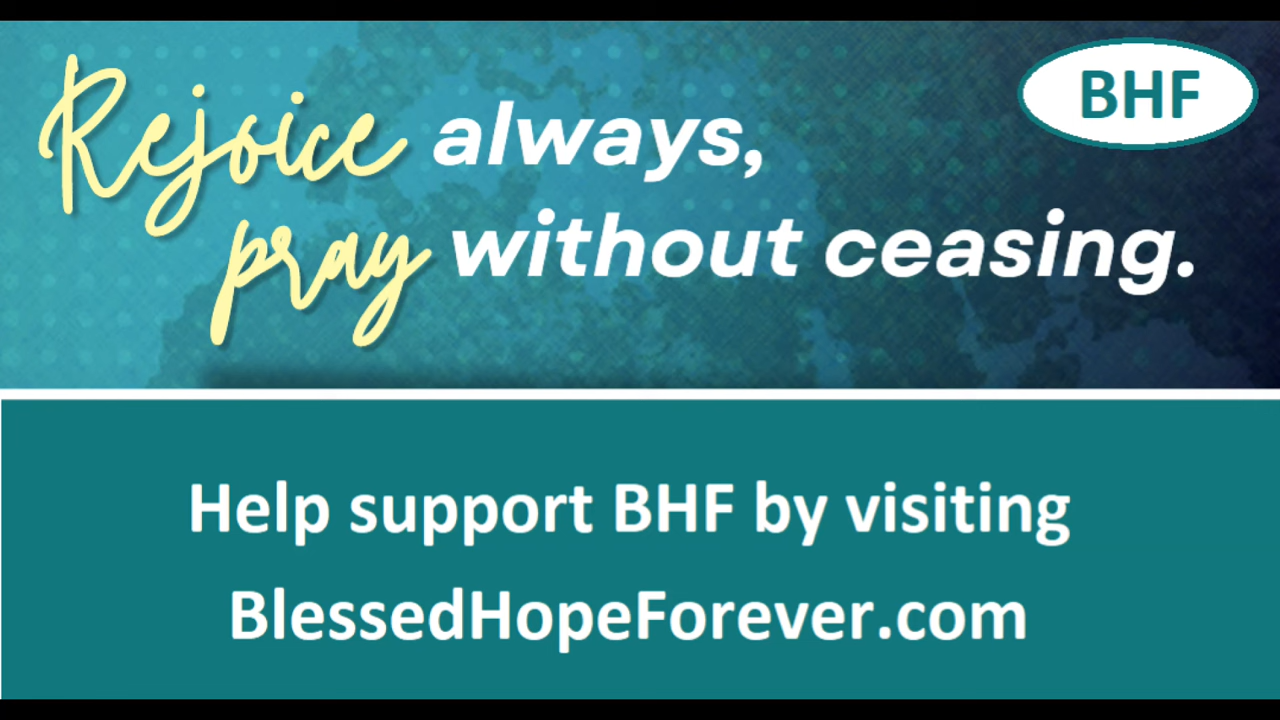 BHF
Rejoice always,
pray without ceasing.
Help support BHF by visiting
BlessedHopeForever.com